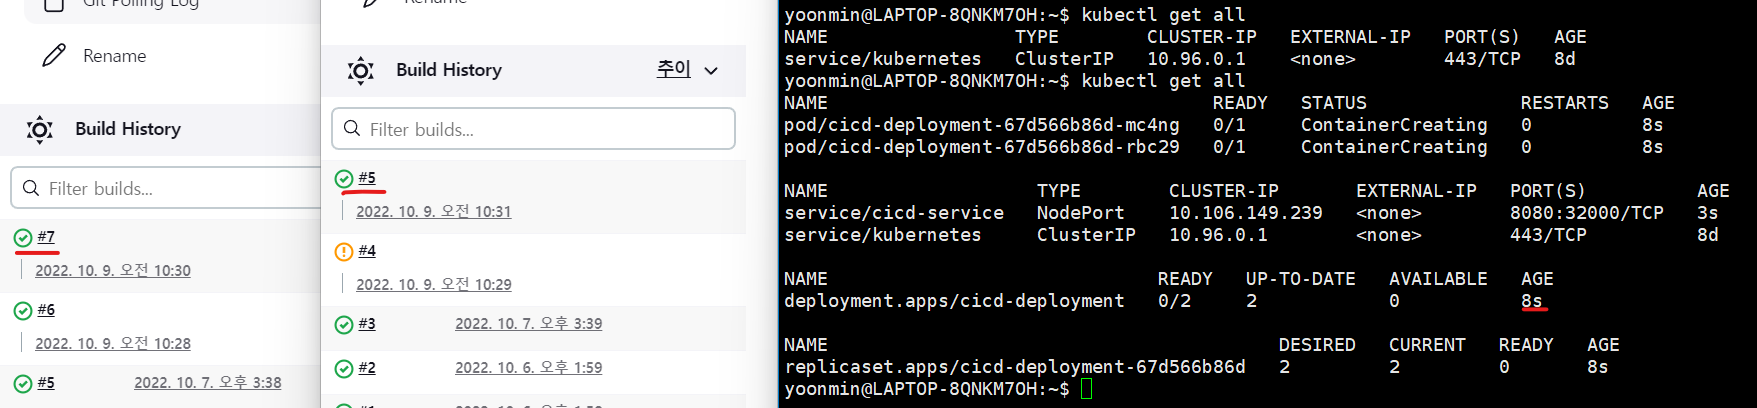 Git Polling Log
Rename
Build History
Filter builds...
#7
2022. 10. 9. 오전 10:30
#6
2022. 10. 9. 오전 10:28
#5
2022. 10. 7. 오후 3:38
Rename
Build History 추이
Filter builds...
#5
2022. 10. 9. 오전 10:31
#4
2022. 10. 9. 오전 10:29
#3 2022. 10. 7. 오후 3:39
#2 2022. 10. 6. 오후 1:59
yoonmin@LAPTOP-8QNKM7OH:~$ kubectl get all
NAME TYPE CLUSTER-IP EXTERNAL-IP PORT(S) AGE
service/kubernetes ClusterIP 10.96.0.1 <none> 443/TCP 8d
yoonmin@LAPTOP-8QNKM7OH:~$ kubectl get all
NAME READY STATUS RESTARTS AGE
pod/cicd-deployment-67d566b86d-mc4ng 0/1 ContainerCreating 0 8s
pod/cicd-deployment-67d566b86d-rbc29 0/1 ContainerCreating 0 8s
NAME TYPE CLUSTER-IP EXTERNAL-IP PORT(S) AGE
service/cicd-service NodePort 10.106.149.239 <none> 8080:32000/TCP 3s
service/kubernetes ClusterIP 10.96.0.1 <none> 443/TCP 8d
NAME READY UP-TO-DATE AVAILABLE AGE
deployment.apps/cicd-deployment 0/2 2 0 8s
NAME DESIRED CURRENT READY AGE
replicaset.apps/cicd-deployment-67d566b86d 2 2 0 8s
yoonmin@LAPTOP-8QNKM7OH:~$